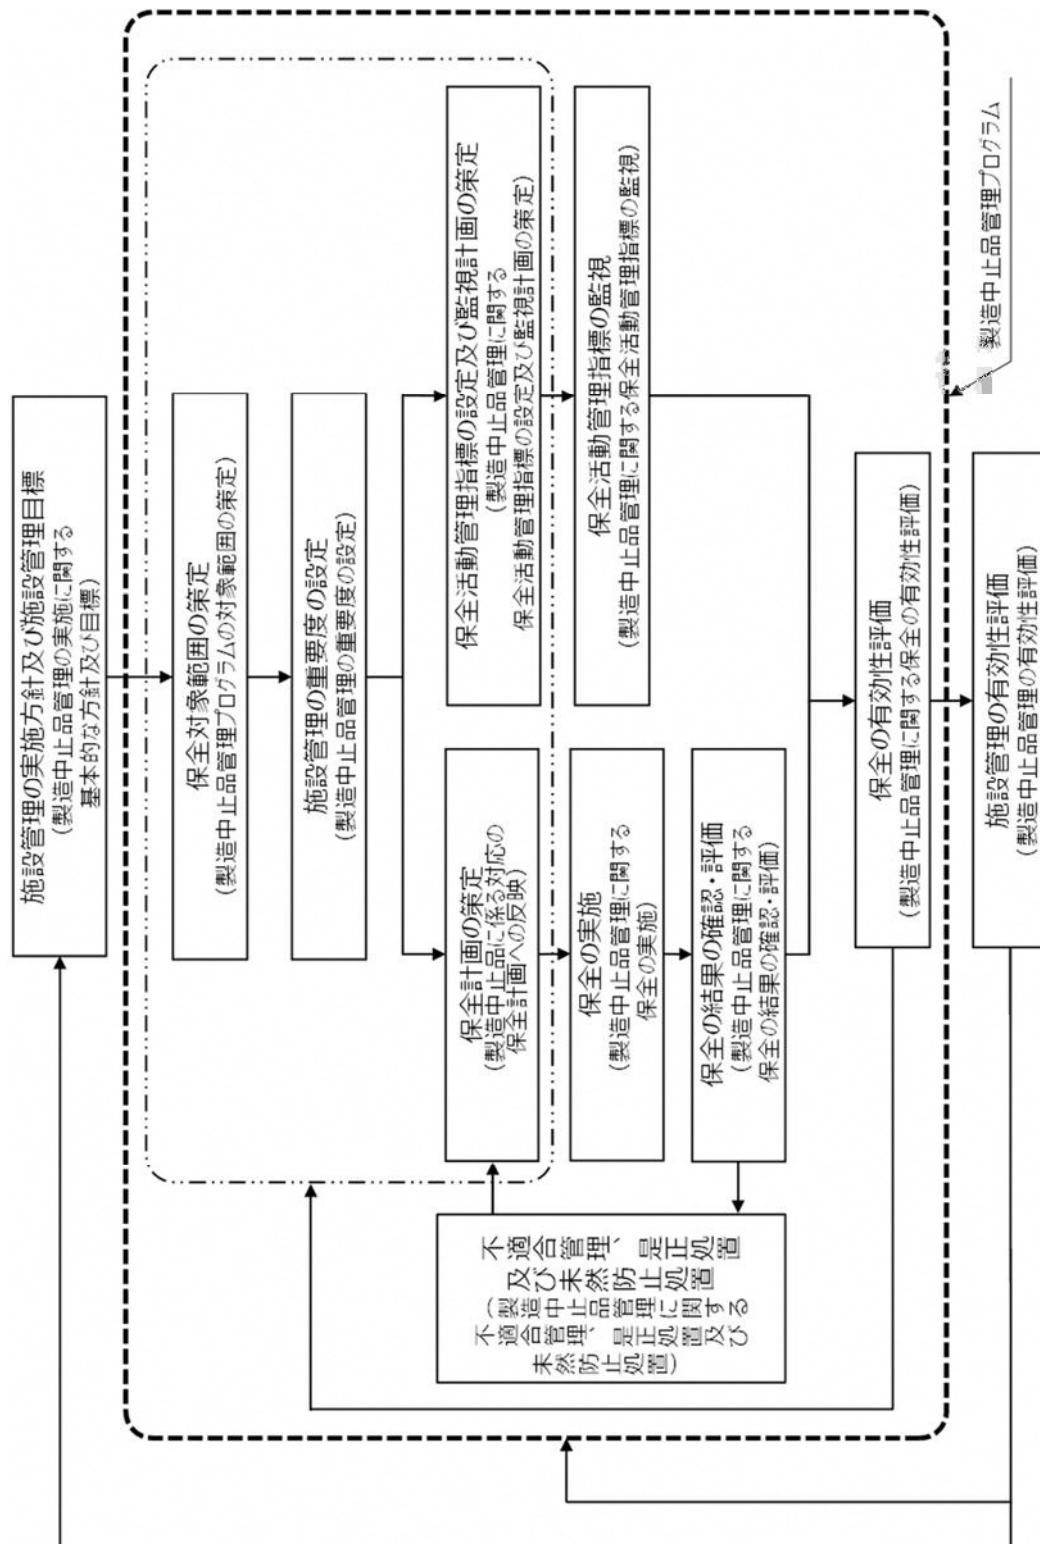 施設管理の実施方針及び施設管理目標
(製造中止品管理の実施に関する
基本的な方針及び目標)
保全対象範囲の策定
(製造中止品管理プログラムの対象範囲の策定)
施設管理の重要度の設定
(製造中止品管理の重要度の設定)
保全計画の策定
(製造中止品に係る対応の
保全計画への反映)
保全の実施
(製造中止品管理に関する
保全の実施)
保全の結果の確認・評価
(製造中止品管理に関する
保全の結果の確認・評価)
不適合管理、是正処置
及び未然防止処置
(製造中止品管理に関する
不適合管理、是正処置及び
未然防止処置)
保全活動管理指標の設定及び監視計画の策定
(製造中止品管理に関する
保全活動管理指標の設定及び監視計画の策定)
保全活動管理指標の監視
(製造中止品管理に関する保全活動管理指標の監視)
保全の有効性評価
(製造中止品管理に関する保全の有効性評価)
施設管理の有効性評価
(製造中止品管理の有効性評価)
製造中止品管理プログラム